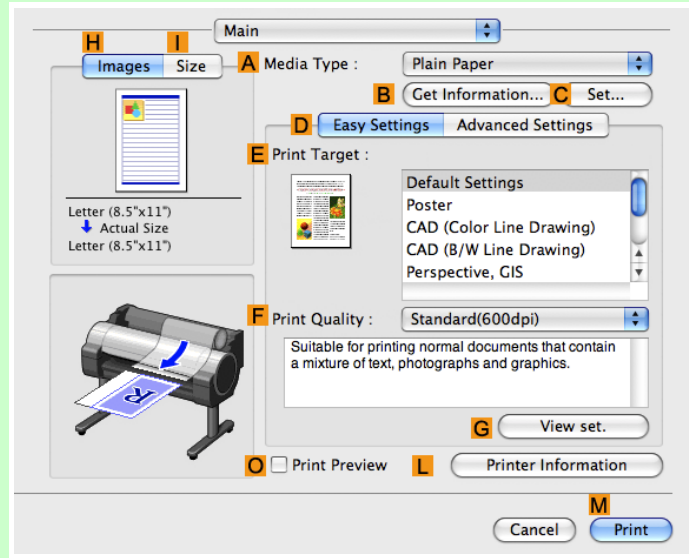 Main
H I
Images Size
A Media Type : Plain Paper
B Get Information... C Set...
D Easy Settings Advanced Settings
E Print Target :
Default Settings
Poster
CAD (Color Line Drawing)
CAD (B/W Line Drawing)
Perspective, GIS
Letter (8.5"x11")
Actual Size
Letter (8.5"x11")
R
F Print Quality : Standard(600dpi)
Suitable for printing normal documents that contain
a mixture of text, photographs and graphics.
G View set.
O Print Preview L Printer Information
M
Cancel Print